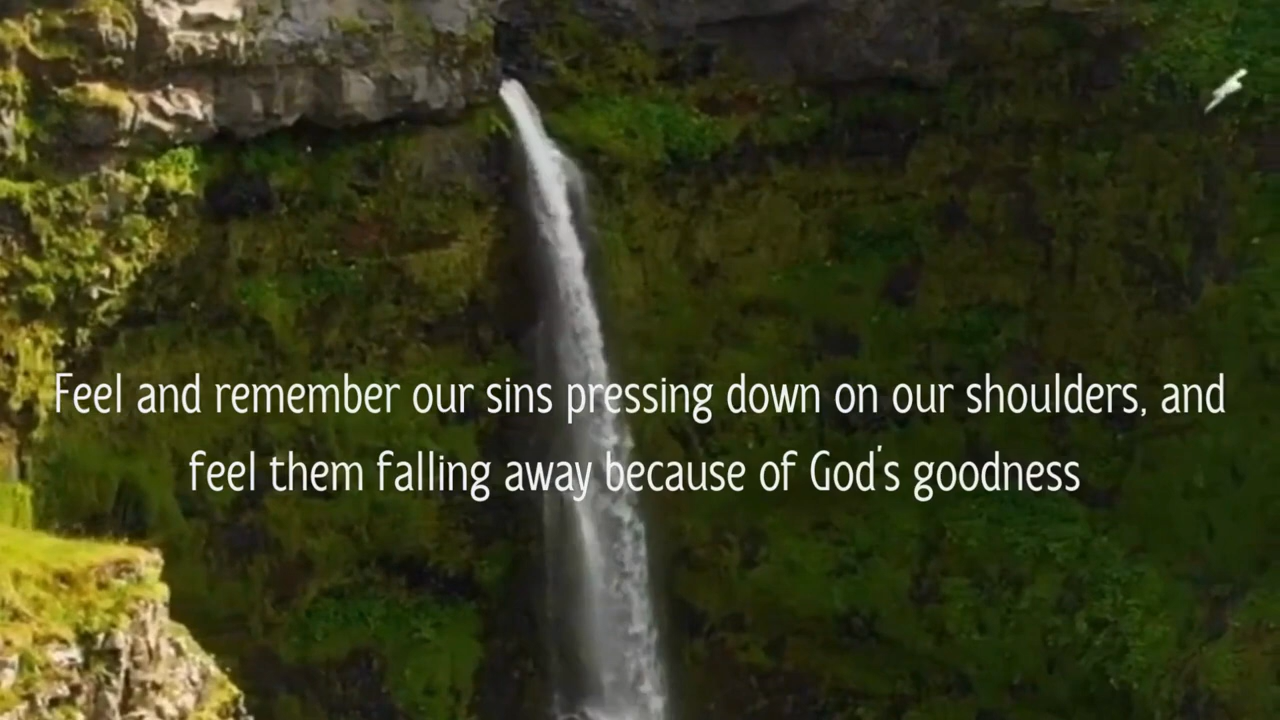 Feel and remember our sins pressing down on our shoulders, and
feel them falling away because of God's goodness